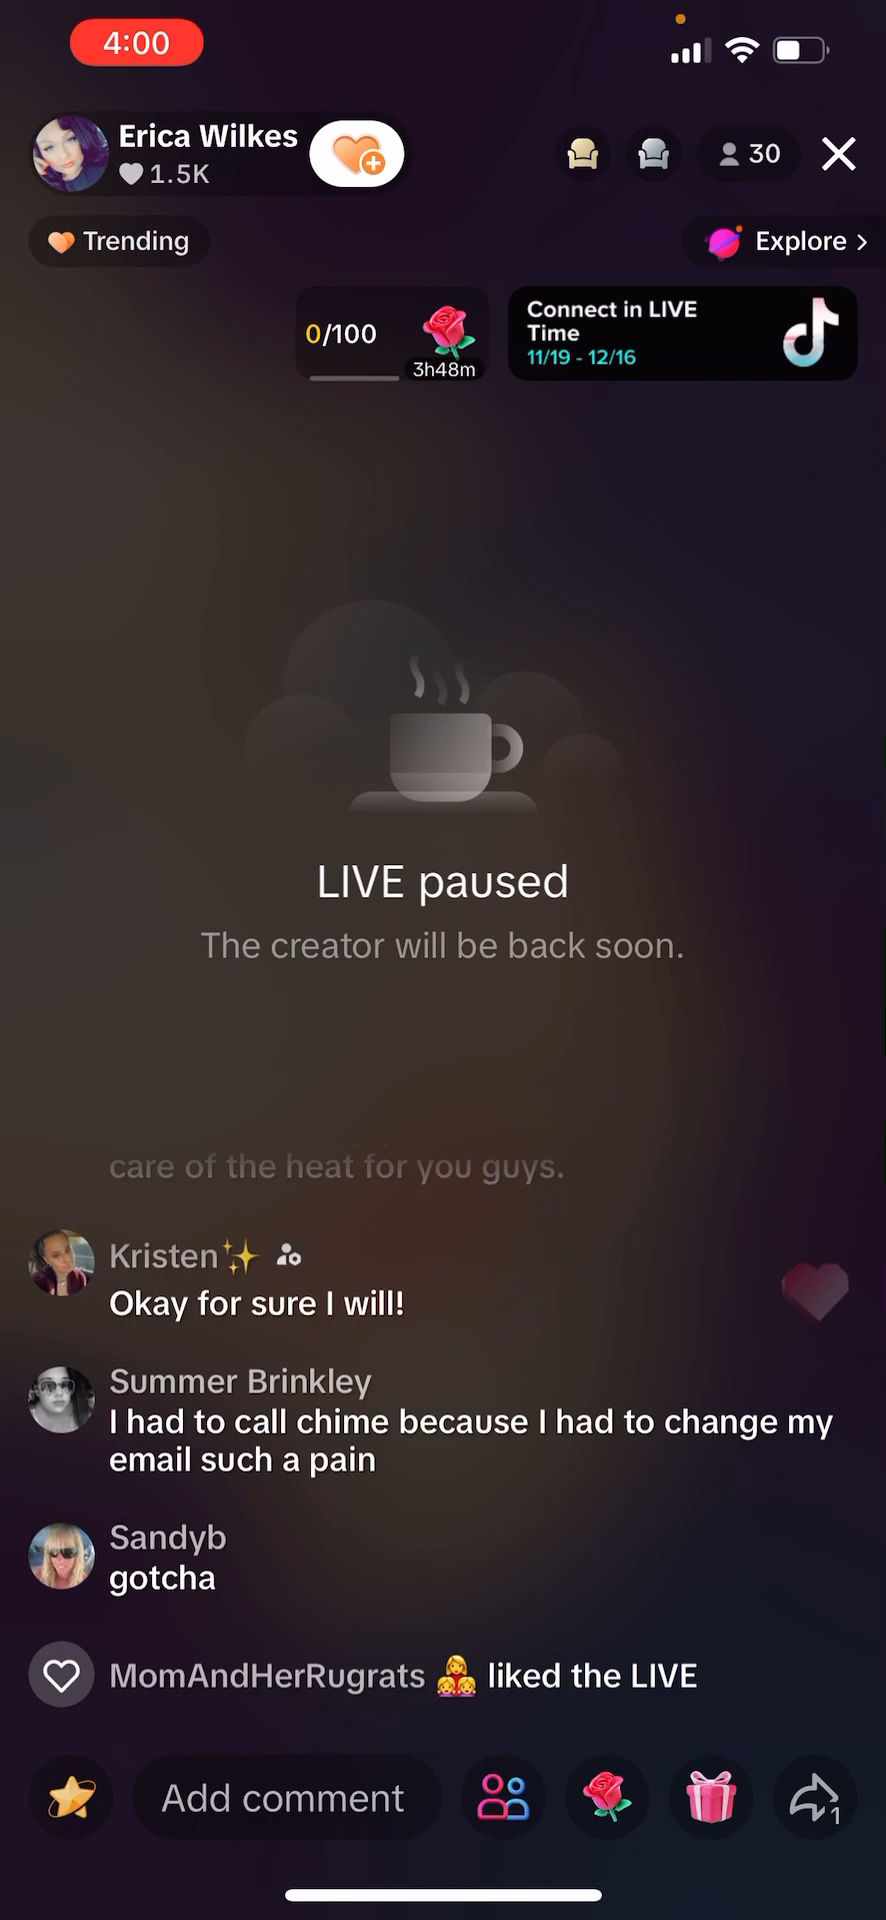 4:00
Erica Wilkes
1.5K
30
Trending
Explore >
0/100
3h48m
Connect in LIVE
Time
11/19 - 12/16
LIVE paused
The creator will be back soon.
care of the heat for you guys.
Kristen✨
Okay for sure I will!
Summer Brinkley
I had to call chime because I had to change my
email such a pain
Sandyb
gotcha
MomAndHerRugrats 👩‍👧‍👧 liked the LIVE
Add comment
1